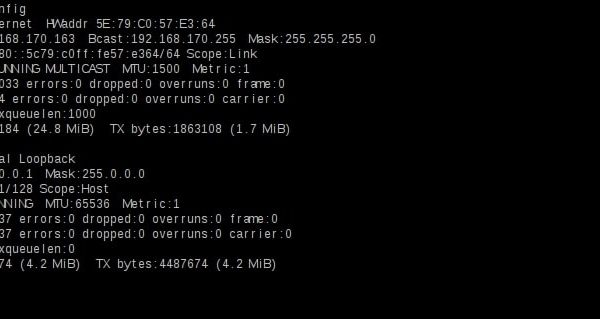 nfig
ernet HWaddr 5E:79:C0:57:E3:64
168.170.163 Bcast:192.168.170.255 Mask:255.255.255.0
80::5c79:c0ff:fe57:e364/64 Scope:Link
UNNING MULTICAST MTU:1500 Metric:1
033 errors:0 dropped:0 overruns:0 frame:0
4 errors:0 dropped:0 overruns:0 carrier:0
xqueuelen:1000
184 (24.8 MiB) TX bytes:1863108 (1.7 MiB)
al Loopback
0.0.1 Mask:255.0.0.0
1/128 Scope:Host
NNING MTU:65536 Metric:1
37 errors:0 dropped:0 overruns:0 frame:0
37 errors:0 dropped:0 overruns:0 carrier:0
xqueuelen:0
74 (4.2 MiB) TX bytes:4487674 (4.2 MiB)